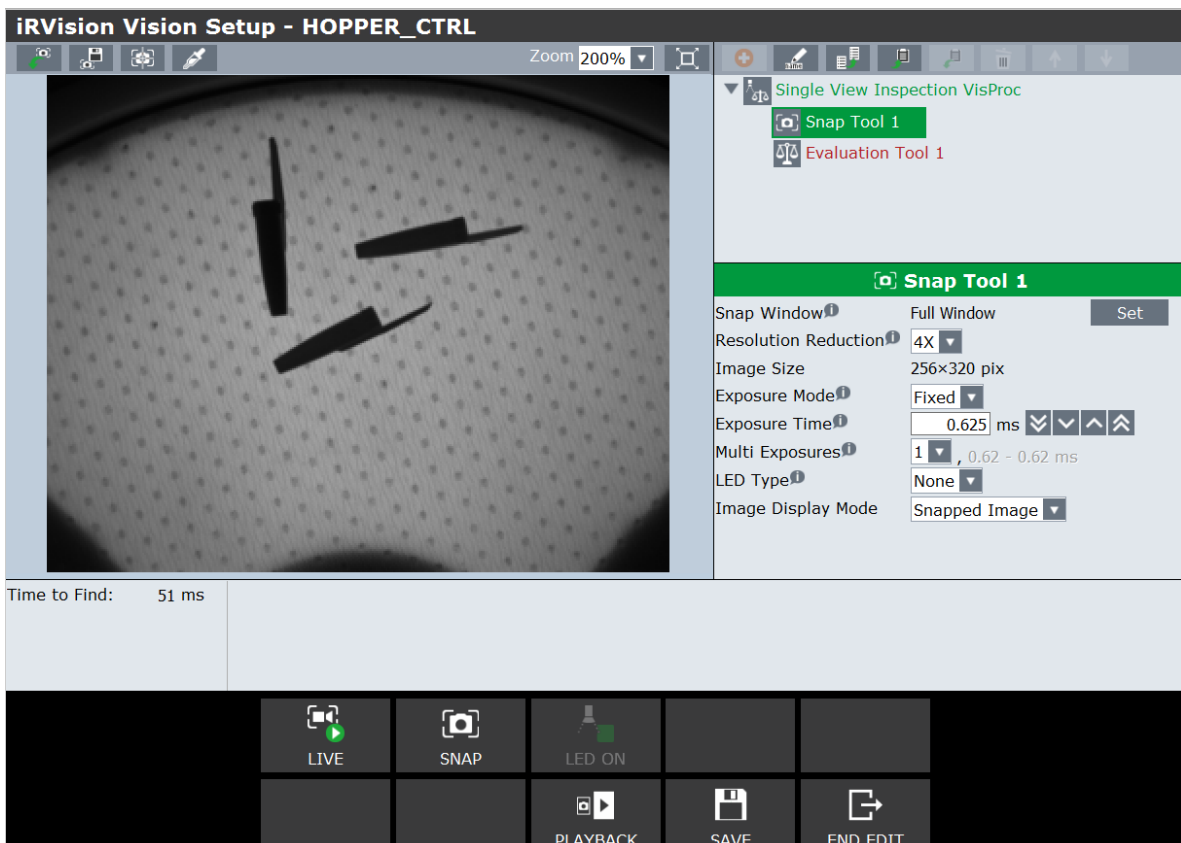 iRVision Vision Setup - HOPPER_CTRL
Zoom 200%
Single View Inspection VisProc
Snap Tool 1
Evaluation Tool 1
Snap Tool 1
Snap Window Full Window Set
Resolution Reduction 4X
Image Size 256×320 pix
Exposure Mode Fixed
Exposure Time 0.625 ms
Multi Exposures 1 , 0.62 - 0.62 ms
LED Type None
Image Display Mode Snapped Image
Time to Find: 51 ms
LIVE SNAP LED ON
PLAYBACK SAVE END EDIT